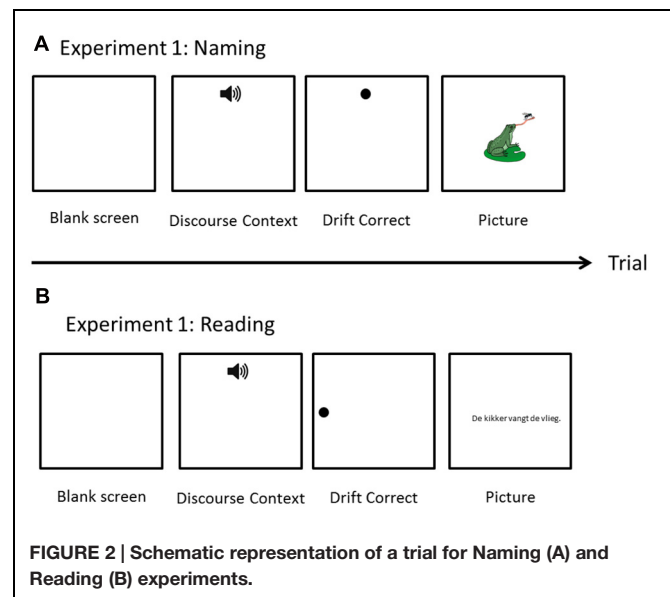 A Experiment 1: Naming
Blank screen Discourse Context Drift Correct Picture
Trial
B
Experiment 1: Reading
De kikker vangt de vlieg.
Blank screen Discourse Context Drift Correct Picture
FIGURE 2 | Schematic representation of a trial for Naming (A) and
Reading (B) experiments.